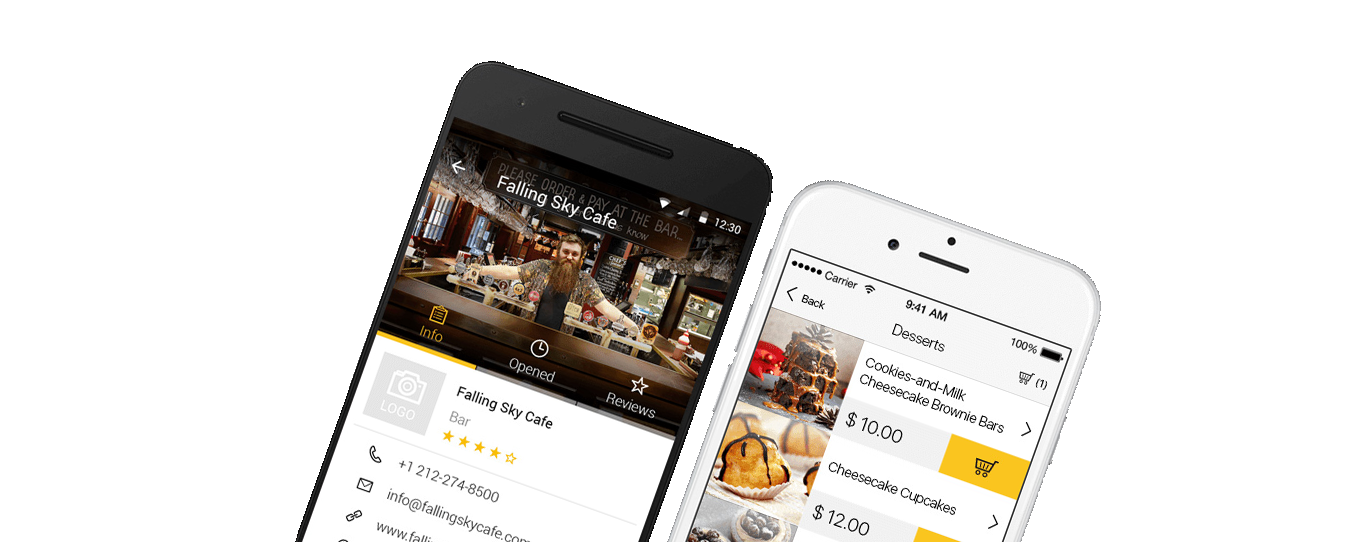 PLEASE ORDER & PAY AT THE BAR...
Falling Sky Cafe
know
12:30
Info
Opened
Reviews
LOGO
Falling Sky Cafe
Bar
+1 212-274-8500
info@fallingskycafe.com
www.falling
Carrier
9:41 AM
100%
Back
Desserts
(1)
Cookies-and-Milk
Cheesecake Brownie Bars
$ 10.00
Cheesecake Cupcakes
$ 12.00